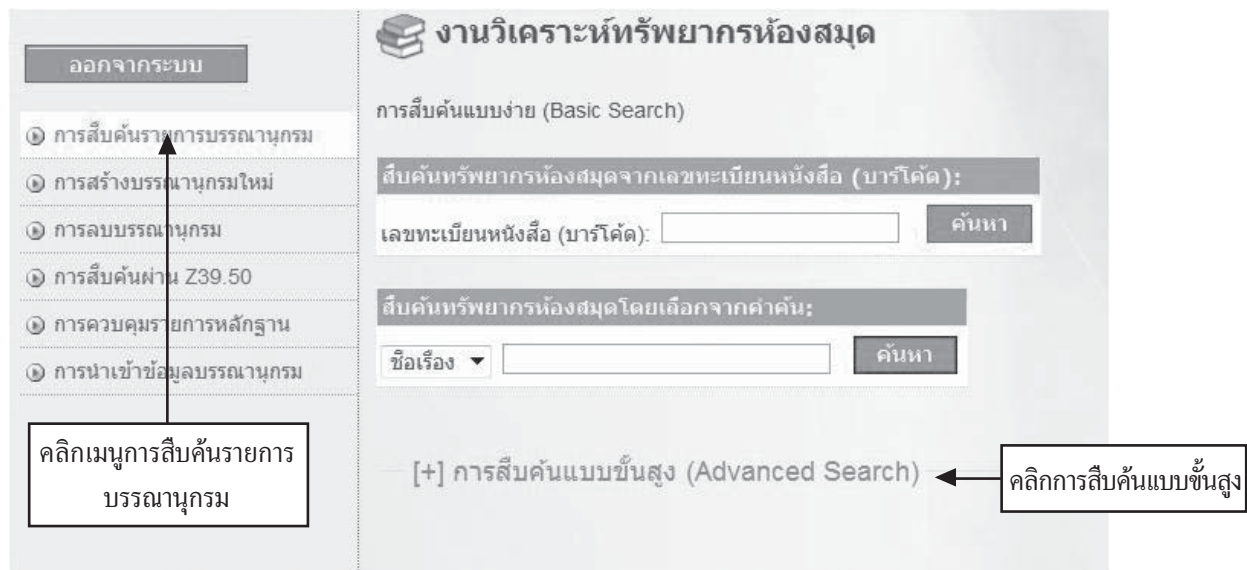 ออกจากระบบ
การสืบค้นรายการบรรณานุกรม
การสร้างบรรณานุกรมใหม่
การลบบรรณานุกรม
การสืบค้นผ่าน Z39.50
การควบคุมรายการหลักฐาน
การนำเข้าข้อมูลบรรณานุกรม
คลิกเมนูการสืบค้นรายการ
บรรณานุกรม
งานวิเคราะห์ทรัพยากรห้องสมุด
การสืบค้นแบบง่าย (Basic Search)
สืบค้นทรัพยากรห้องสมุดจากเลขทะเบียนหนังสือ (บาร์โค้ด):
เลขทะเบียนหนังสือ (บาร์โค้ด): ค้นหา
สืบค้นทรัพยากรห้องสมุดโดยเลือกจากคำค้น:
ชื่อเรื่อง ค้นหา
[+] การสืบค้นแบบขั้นสูง (Advanced Search)
คลิกการสืบค้นแบบขั้นสูง